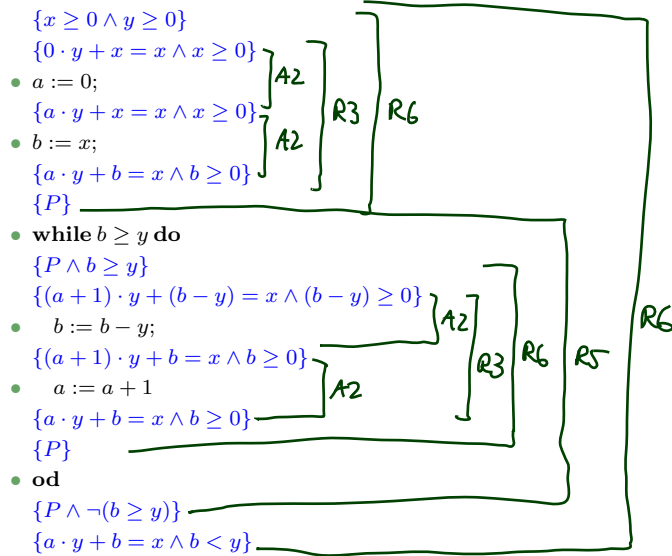 {x ≥ 0 ∧ y ≥ 0}
{0 · y + x = x ∧ x ≥ 0}
A2
• a := 0;
{a · y + x = x ∧ x ≥ 0}
R3
R6
• b := x;
A2
{a · y + b = x ∧ b ≥ 0}
{P}
• while b ≥ y do
{P ∧ b ≥ y}
{(a + 1) · y + (b − y) = x ∧ (b − y) ≥ 0}
• b := b − y;
A2
R6
{(a + 1) · y + b = x ∧ b ≥ 0}
R3
R6
R5
• a := a + 1
A2
{a · y + b = x ∧ b ≥ 0}
{P}
• od
{P ∧ ¬(b ≥ y)}
{a · y + b = x ∧ b < y}